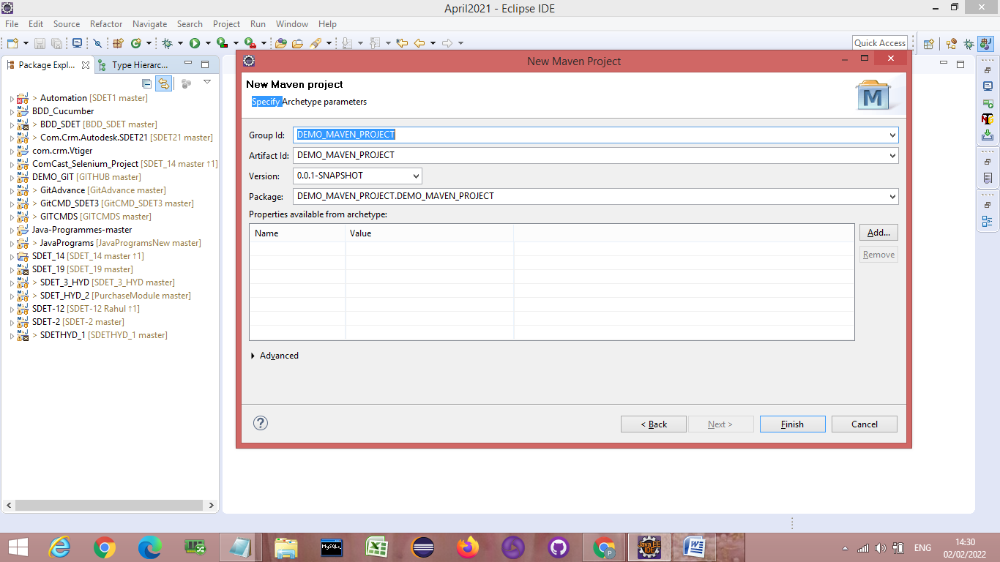 April2021 - Eclipse IDE
File Edit Source Refactor Navigate Search Project Run Window Help
Quick Access
Package Expl... Type Hierarc...
> Automation [SDET1 master]
BDD_Cucumber
> BDD_SDET [BDD_SDET master]
> Com.Crm.Autodesk.SDET21 [SDET21 master]
com.crm.Vtiger
ComCast_Selenium_Project [SDET_14 master ↑1]
DEMO_GIT [GITHUB master]
> GitAdvance [GitAdvance master]
> GitCMD_SDET3 [GitCMD_SDET3 master]
> GITCMDS [GITCMDS master]
Java-Programmes-master
> JavaPrograms [JavaProgramsNew master]
SDET_14 [SDET_14 master ↑1]
SDET_19 [SDET_19 master]
> SDET_3_HYD [SDET_3_HYD master]
> SDET_HYD_2 [PurchaseModule master]
SDET-12 [SDET-12 Rahul ↑1]
SDET-2 [SDET-2 master]
> SDETHYD_1 [SDETHYD_1 master]
New Maven Project
New Maven project
Specify Archetype parameters
M
Group Id: DEMO_MAVEN_PROJECT
Artifact Id: DEMO_MAVEN_PROJECT
Version: 0.0.1-SNAPSHOT
Package: DEMO_MAVEN_PROJECT.DEMO_MAVEN_PROJECT
Properties available from archetype:
Name Value
Add...
Remove
Advanced
? < Back Next > Finish Cancel
MySQL
P
Java EE
IDE
W
ENG
14:30
02/02/2022